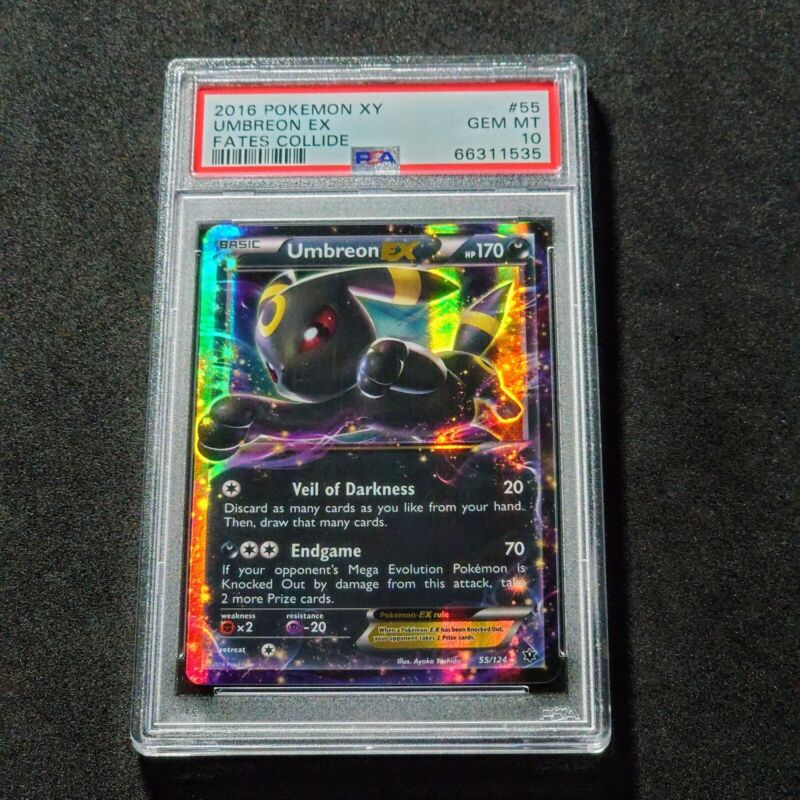 2016 POKEMON XY #55
UMBREON EX GEM MT
FATES COLLIDE 10
PSA 66311535
BASIC Umbreon EX HP170
Veil of Darkness 20
Discard as many cards as you like from your hand.
Then, draw that many cards.
Endgame 70
If your opponent's Mega Evolution Pokémon is
Knocked Out by damage from this attack, take
2 more Prize cards.
weakness resistance Pokémon-EX rule
×2 -20 When a Pokémon-EX has been Knocked Out,
your opponent takes 2 Prize cards.
retreat Illus. Ayaka Yoshida 55/124
2016 Pokémon